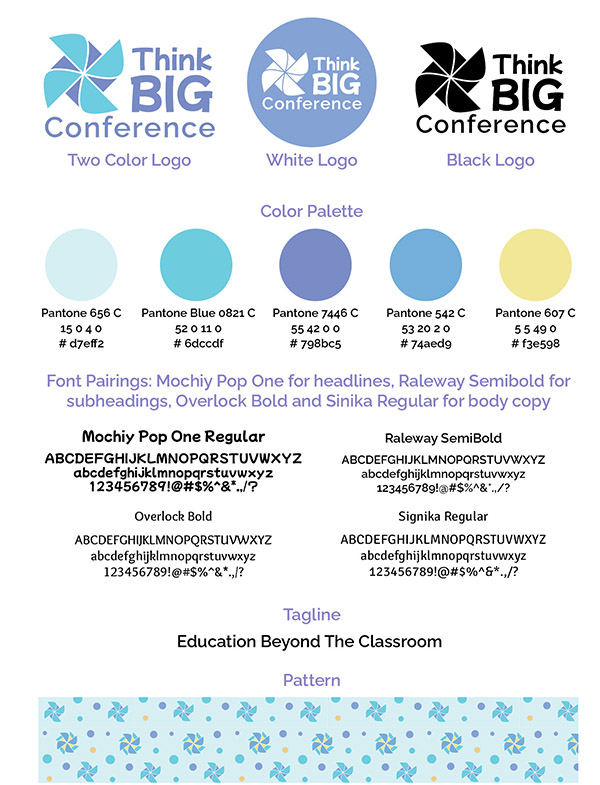 Think
BIG
Conference
Think
BIG
Conference
Think
BIG
Conference
Two Color Logo
White Logo
Black Logo
Color Palette
Pantone 656 C
15 0 4 0
# d7eff2
Pantone Blue 0821 C
52 0 11 0
# 6dccdf
Pantone 7446 C
55 42 0 0
# 798bc5
Pantone 542 C
53 20 2 0
# 74aed9
Pantone 607 C
5 5 49 0
# f3e598
Font Pairings: Mochiy Pop One for headlines, Raleway Semibold for
subheadings, Overlock Bold and Sinika Regular for body copy
Mochiy Pop One Regular
ABCDEFGHIJKLMNOPQRSTUVWXYZ
abcdefghijklmnopqrstuvwxyz
123456789!@#$%^&*.,/?
Raleway SemiBold
ABCDEFGHIJKLMNOPQRSTUVWXYZ
abcdefghijklmnopqrstuvwxyz
123456789!@#$%^&*.,/?
Overlock Bold
ABCDEFGHIJKLMNOPQRSTUVWXYZ
abcdefghijklmnopqrstuvwxyz
123456789!@#$%^&*.,/?
Signika Regular
ABCDEFGHIJKLMNOPQRSTUVWXYZ
abcdefghijklmnopqrstuvwxyz
123456789!@#$%^&*.,/?
Tagline
Education Beyond The Classroom
Pattern